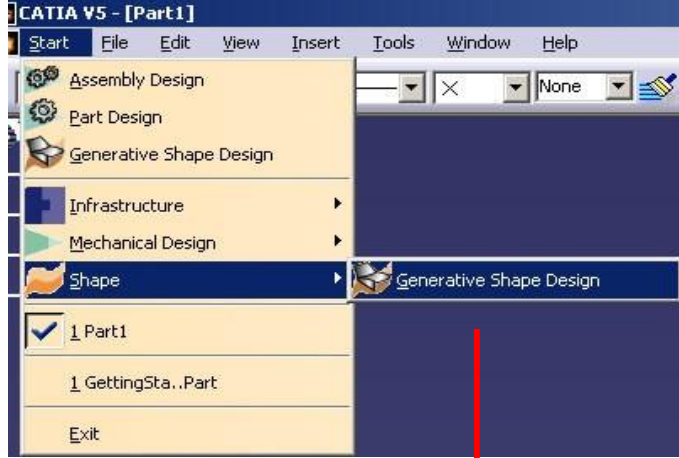 CATIA V5 - [Part1]
Start File Edit View Insert Tools Window Help
None
Assembly Design
Part Design
Generative Shape Design
Infrastructure
Mechanical Design
Shape
Generative Shape Design
1 Part1
1 GettingSta..Part
Exit